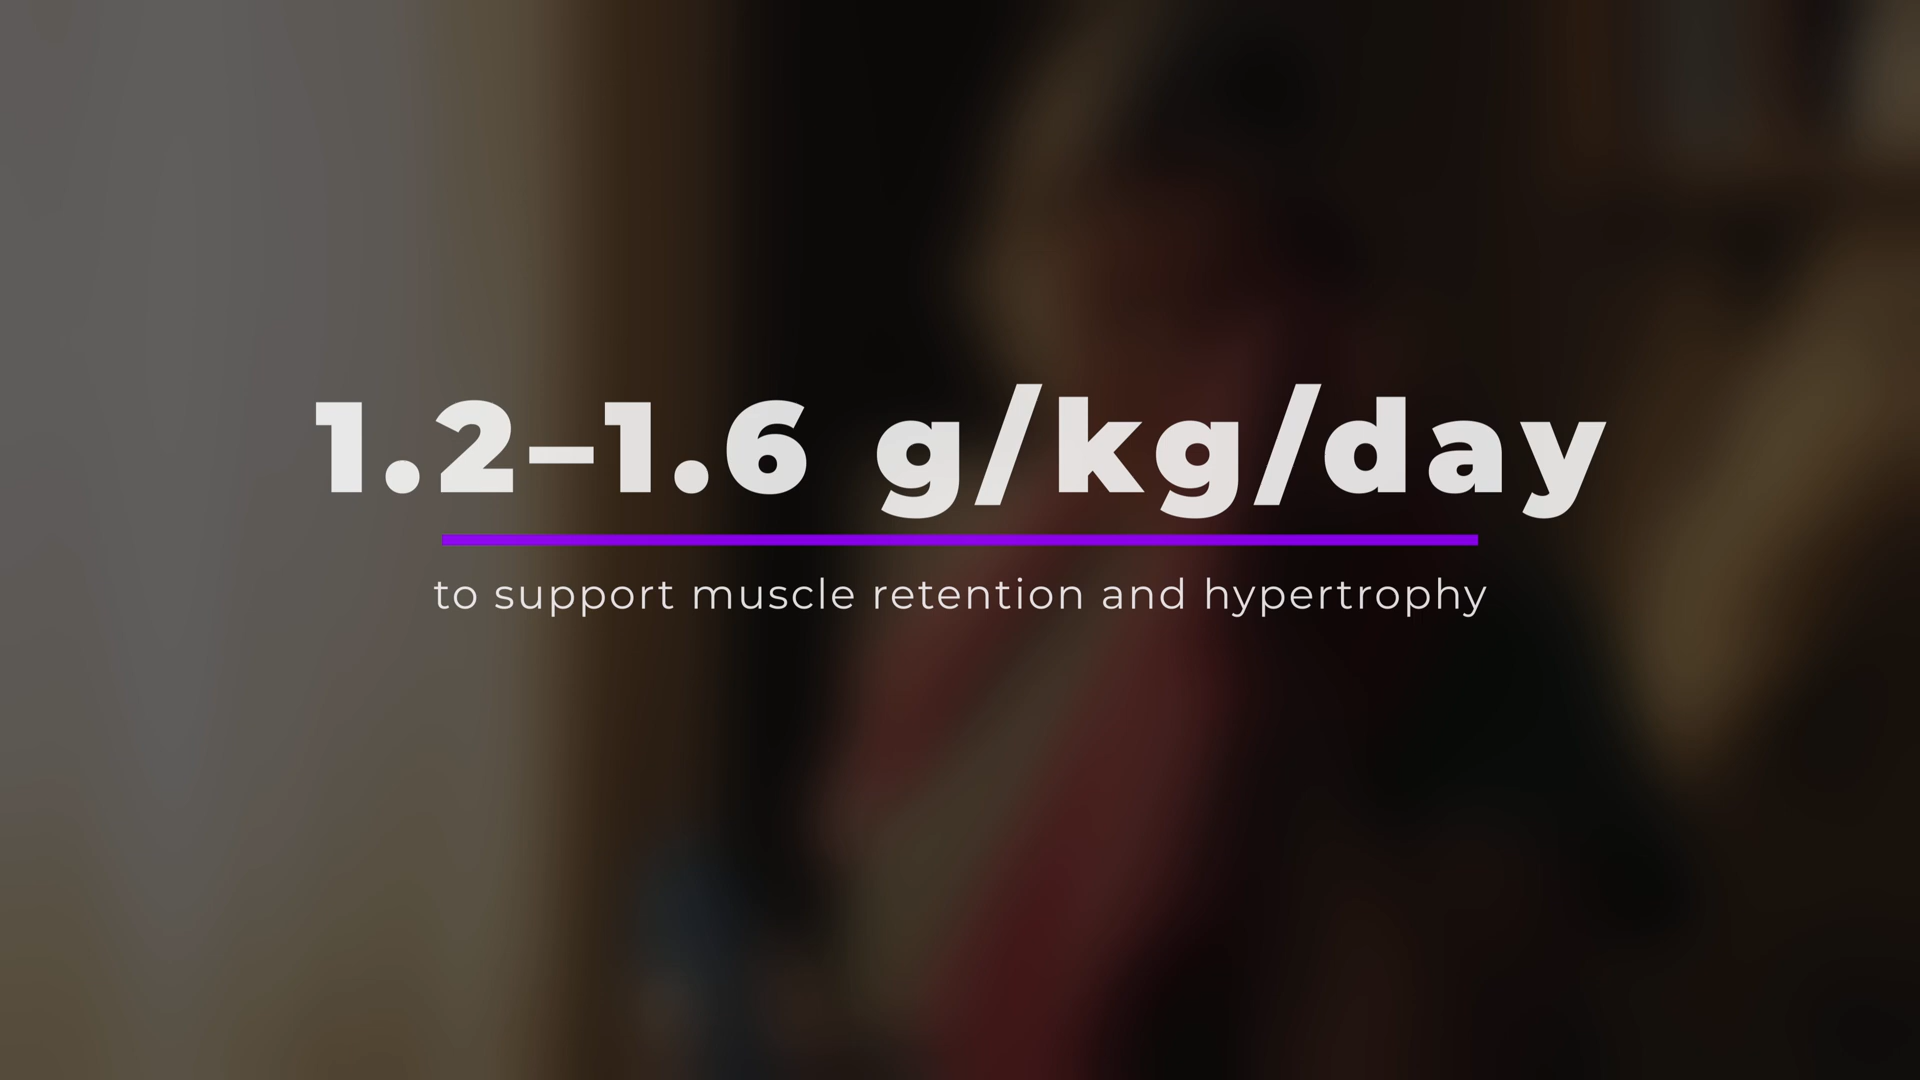 1.2–1.6 g/kg/day
to support muscle retention and hypertrophy